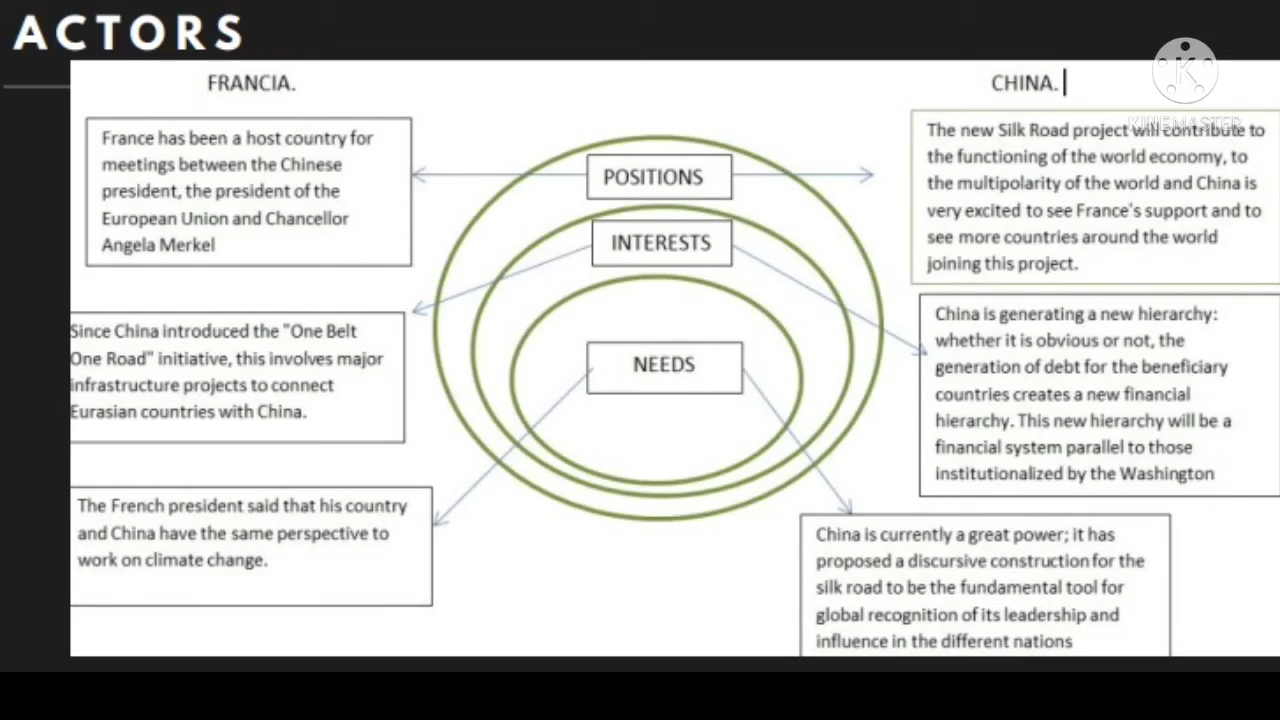 ACTORS
FRANCIA.
CHINA.
K
KINEMASTER
France has been a host country for
meetings between the Chinese
president, the president of the
European Union and Chancellor
Angela Merkel
Since China introduced the "One Belt
One Road" initiative, this involves major
infrastructure projects to connect
Eurasian countries with China.
The French president said that his country
and China have the same perspective to
work on climate change.
POSITIONS
INTERESTS
NEEDS
The new Silk Road project will contribute to
the functioning of the world economy, to
the multipolarity of the world and China is
very excited to see France's support and to
see more countries around the world
joining this project.
China is generating a new hierarchy:
whether it is obvious or not, the
generation of debt for the beneficiary
countries creates a new financial
hierarchy. This new hierarchy will be a
financial system parallel to those
institutionalized by the Washington
China is currently a great power; it has
proposed a discursive construction for the
silk road to be the fundamental tool for
global recognition of its leadership and
influence in the different nations